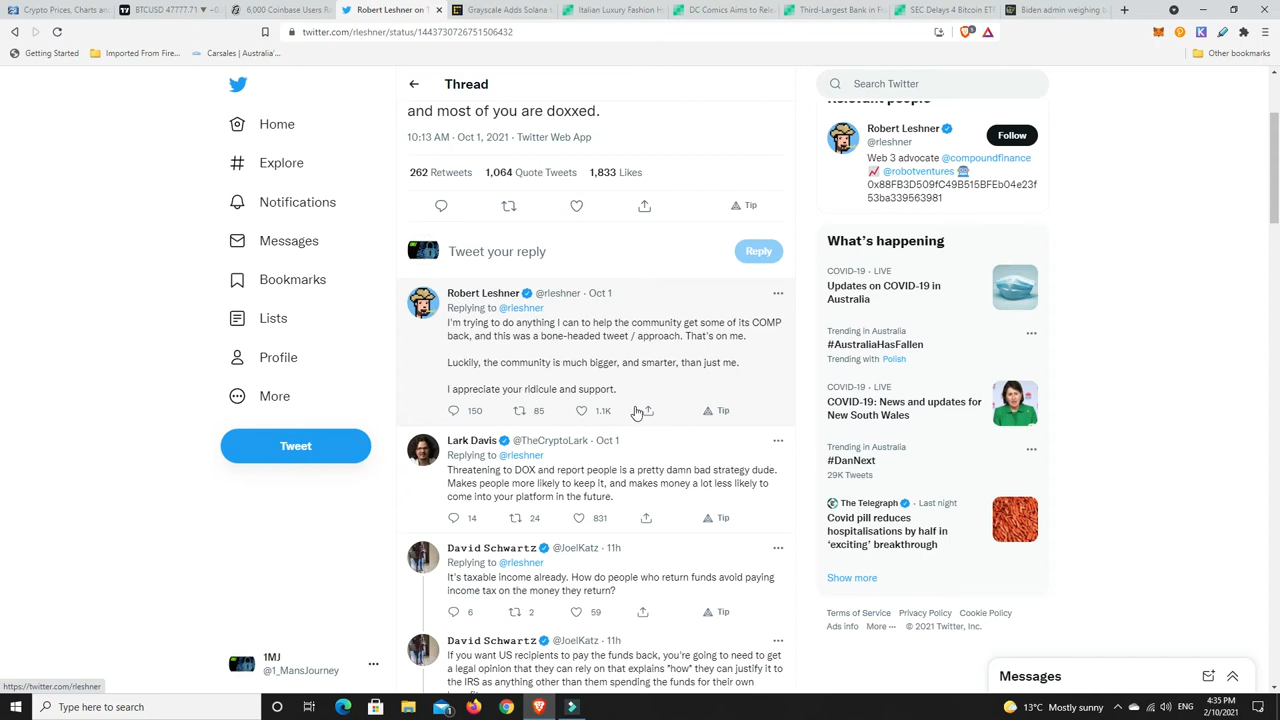 Crypto Prices, Charts an
BTCUSD 47777.71 ▼ −0
6,000 Coinbase Users R
Robert Leshner on T
Grayscale Adds Solana
Italian Luxury Fashion H
DC Comics Aims to Rele
Third-Largest Bank in F
SEC Delays 4 Bitcoin ET
Biden admin weighing b
twitter.com/rleshner/status/1443730726751506432
Getting Started
Imported From Fire...
Carsales | Australia'...
Other bookmarks
Home
Explore
Notifications
Messages
Bookmarks
Lists
Profile
More
Tweet
1MJ
@1_MansJourney
https://twitter.com/rleshner
Thread
and most of you are doxxed.
10:13 AM · Oct 1, 2021 · Twitter Web App
262 Retweets 1,064 Quote Tweets 1,833 Likes
Tip
Tweet your reply
Reply
Robert Leshner @rleshner · Oct 1
Replying to @rleshner
I'm trying to do anything I can to help the community get some of its COMP
back, and this was a bone-headed tweet / approach. That's on me.
Luckily, the community is much bigger, and smarter, than just me.
I appreciate your ridicule and support.
150 85 1.1K Tip
Lark Davis @TheCryptoLark · Oct 1
Replying to @rleshner
Threatening to DOX and report people is a pretty damn bad strategy dude.
Makes people more likely to keep it, and makes money a lot less likely to
come into your platform in the future.
14 24 831 Tip
David Schwartz @JoelKatz · 11h
Replying to @rleshner
It's taxable income already. How do people who return funds avoid paying
income tax on the money they return?
6 2 59 Tip
David Schwartz @JoelKatz · 11h
If you want US recipients to pay the funds back, you're going to need to get
a legal opinion that they can rely on that explains *how* they can justify it to
the IRS as anything other than them spending the funds for their own
Search Twitter
Relevant people
Robert Leshner
@rleshner
Follow
Web 3 advocate @compoundfinance
@robotventures
0x88FB3D509fC49B515BFEb04e23f
53ba339563981
What's happening
COVID-19 · LIVE
Updates on COVID-19 in
Australia
Trending in Australia
#AustraliaHasFallen
Trending with Polish
COVID-19 · LIVE
COVID-19: News and updates for
New South Wales
Trending in Australia
#DanNext
29K Tweets
The Telegraph · Last night
Covid pill reduces
hospitalisations by half in
'exciting' breakthrough
Show more
Terms of Service Privacy Policy Cookie Policy
Ads info More ··· © 2021 Twitter, Inc.
Messages
Type here to search
13°C Mostly sunny
4:35 PM
2/10/2021